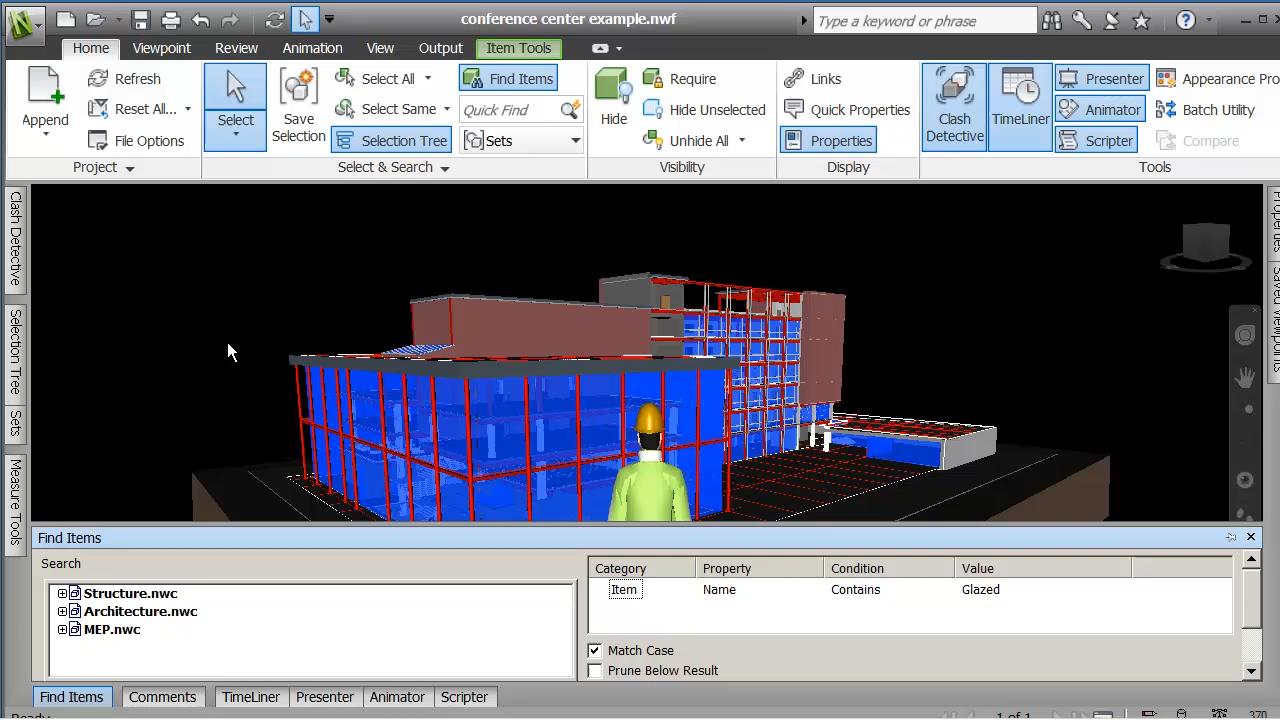 conference center example.nwf
Type a keyword or phrase
Home Viewpoint Review Animation View Output Item Tools
Append
Refresh
Reset All...
File Options
Project
Select
Save Selection
Select All
Select Same
Selection Tree
Find Items
Quick Find
Sets
Select & Search
Hide
Require
Hide Unselected
Unhide All
Visibility
Links
Quick Properties
Properties
Display
Clash Detective
TimeLiner
Presenter
Animator
Scripter
Appearance Pro
Batch Utility
Compare
Tools
Clash Detective
Selection Tree
Sets
Measure Tools
Properties
Saved Viewpoints
Find Items
Search
Structure.nwc
Architecture.nwc
MEP.nwc
Category Property Condition Value
Item Name Contains Glazed
Match Case
Prune Below Result
Find Items Comments TimeLiner Presenter Animator Scripter
Ready
1 of 1
370